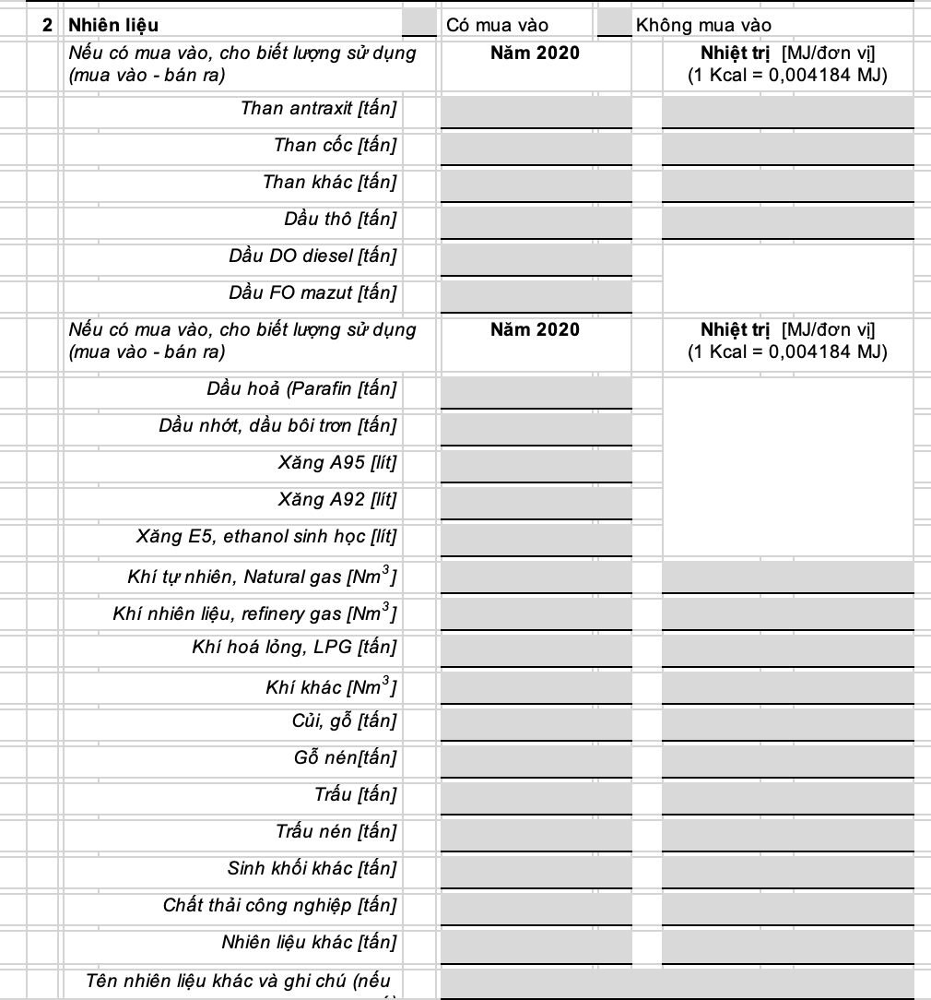 2 Nhiên liệu Có mua vào Không mua vào
Nếu có mua vào, cho biết lượng sử dụng Năm 2020 Nhiệt trị [MJ/đơn vị]
(mua vào - bán ra) (1 Kcal = 0,004184 MJ)
Than antraxit [tấn]
Than cốc [tấn]
Than khác [tấn]
Dầu thô [tấn]
Dầu DO diesel [tấn]
Dầu FO mazut [tấn]
Nếu có mua vào, cho biết lượng sử dụng Năm 2020 Nhiệt trị [MJ/đơn vị]
(mua vào - bán ra) (1 Kcal = 0,004184 MJ)
Dầu hoả (Parafin [tấn]
Dầu nhớt, dầu bôi trơn [tấn]
Xăng A95 [lít]
Xăng A92 [lít]
Xăng E5, ethanol sinh học [lít]
Khí tự nhiên, Natural gas [Nm³]
Khí nhiên liệu, refinery gas [Nm³]
Khí hoá lỏng, LPG [tấn]
Khí khác [Nm³]
Củi, gỗ [tấn]
Gỗ nén[tấn]
Trấu [tấn]
Trấu nén [tấn]
Sinh khối khác [tấn]
Chất thải công nghiệp [tấn]
Nhiên liệu khác [tấn]
Tên nhiên liệu khác và ghi chú (nếu